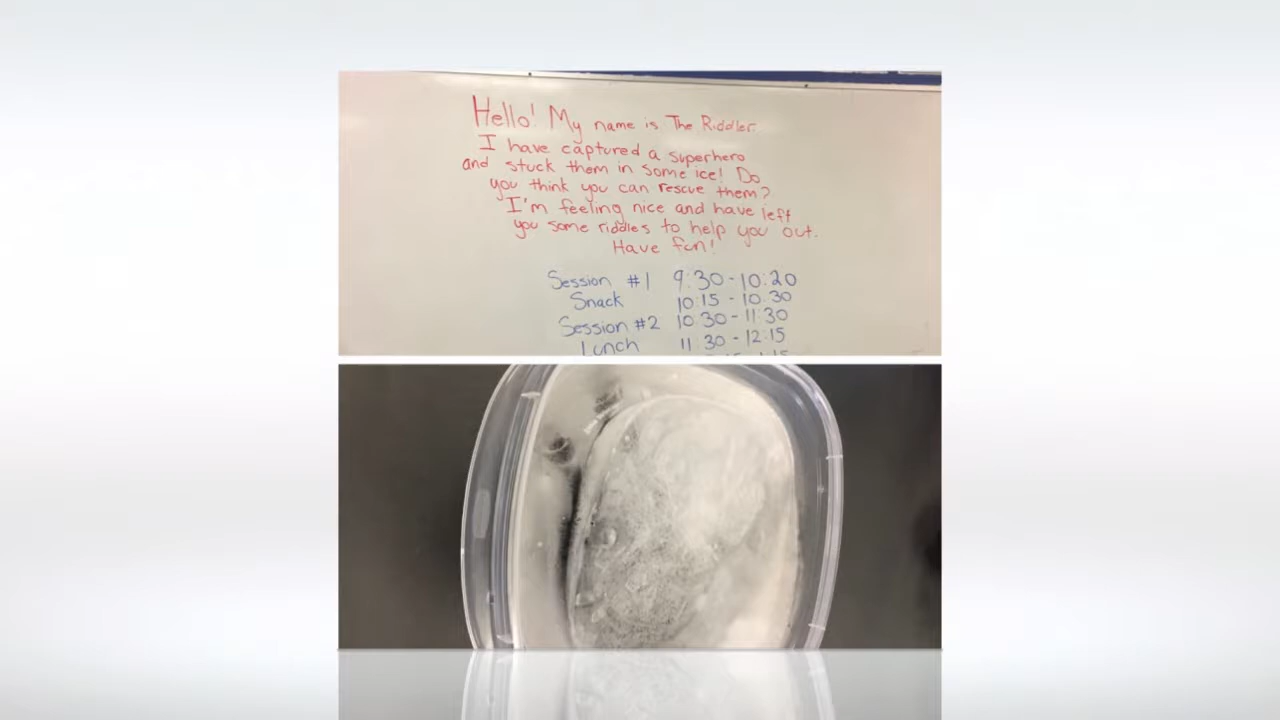 Hello! My name is The Riddler.
I have captured a superhero
and stuck them in some ice! Do
you think you can rescue them?
I'm feeling nice and have left
you some riddles to help you out.
Have fun!
Session #1 9:30-10:20
Snack 10:15-10:30
Session #2 10:30-11:30
Lunch 11:30-12:15